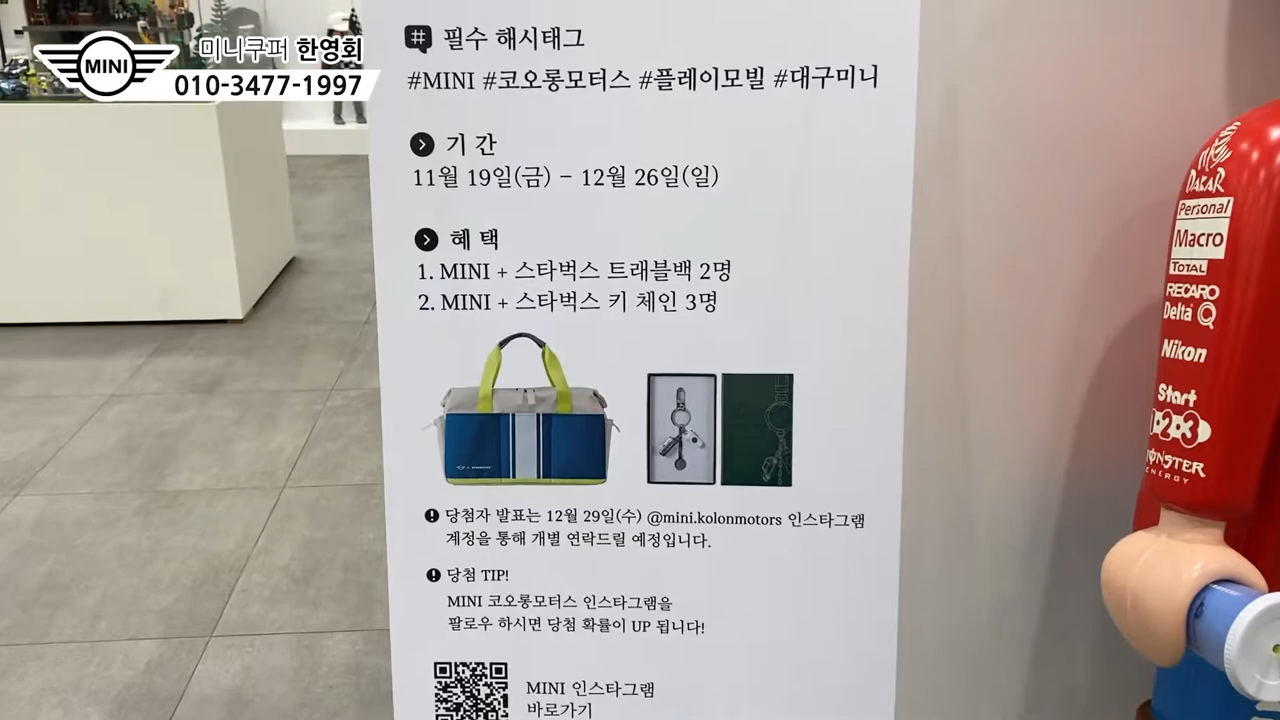 MINI
미니쿠퍼 한영회
010-3477-1997
# 필수 해시태그
#MINI #코오롱모터스 #플레이모빌 #대구미니
기 간
11월 19일(금) - 12월 26일(일)
혜 택
1. MINI + 스타벅스 트래블백 2명
2. MINI + 스타벅스 키 체인 3명
당첨자 발표는 12월 29일(수) @mini.kolonmotors 인스타그램
계정을 통해 개별 연락드릴 예정입니다.
당첨 TIP!
MINI 코오롱모터스 인스타그램을
팔로우 하시면 당첨 확률이 UP 됩니다!
MINI 인스타그램
바로가기
DAKAR
Personal
Macro
TOTAL
RECARO
Delta Q
Nikon
Start
123
MONSTER
ENERGY